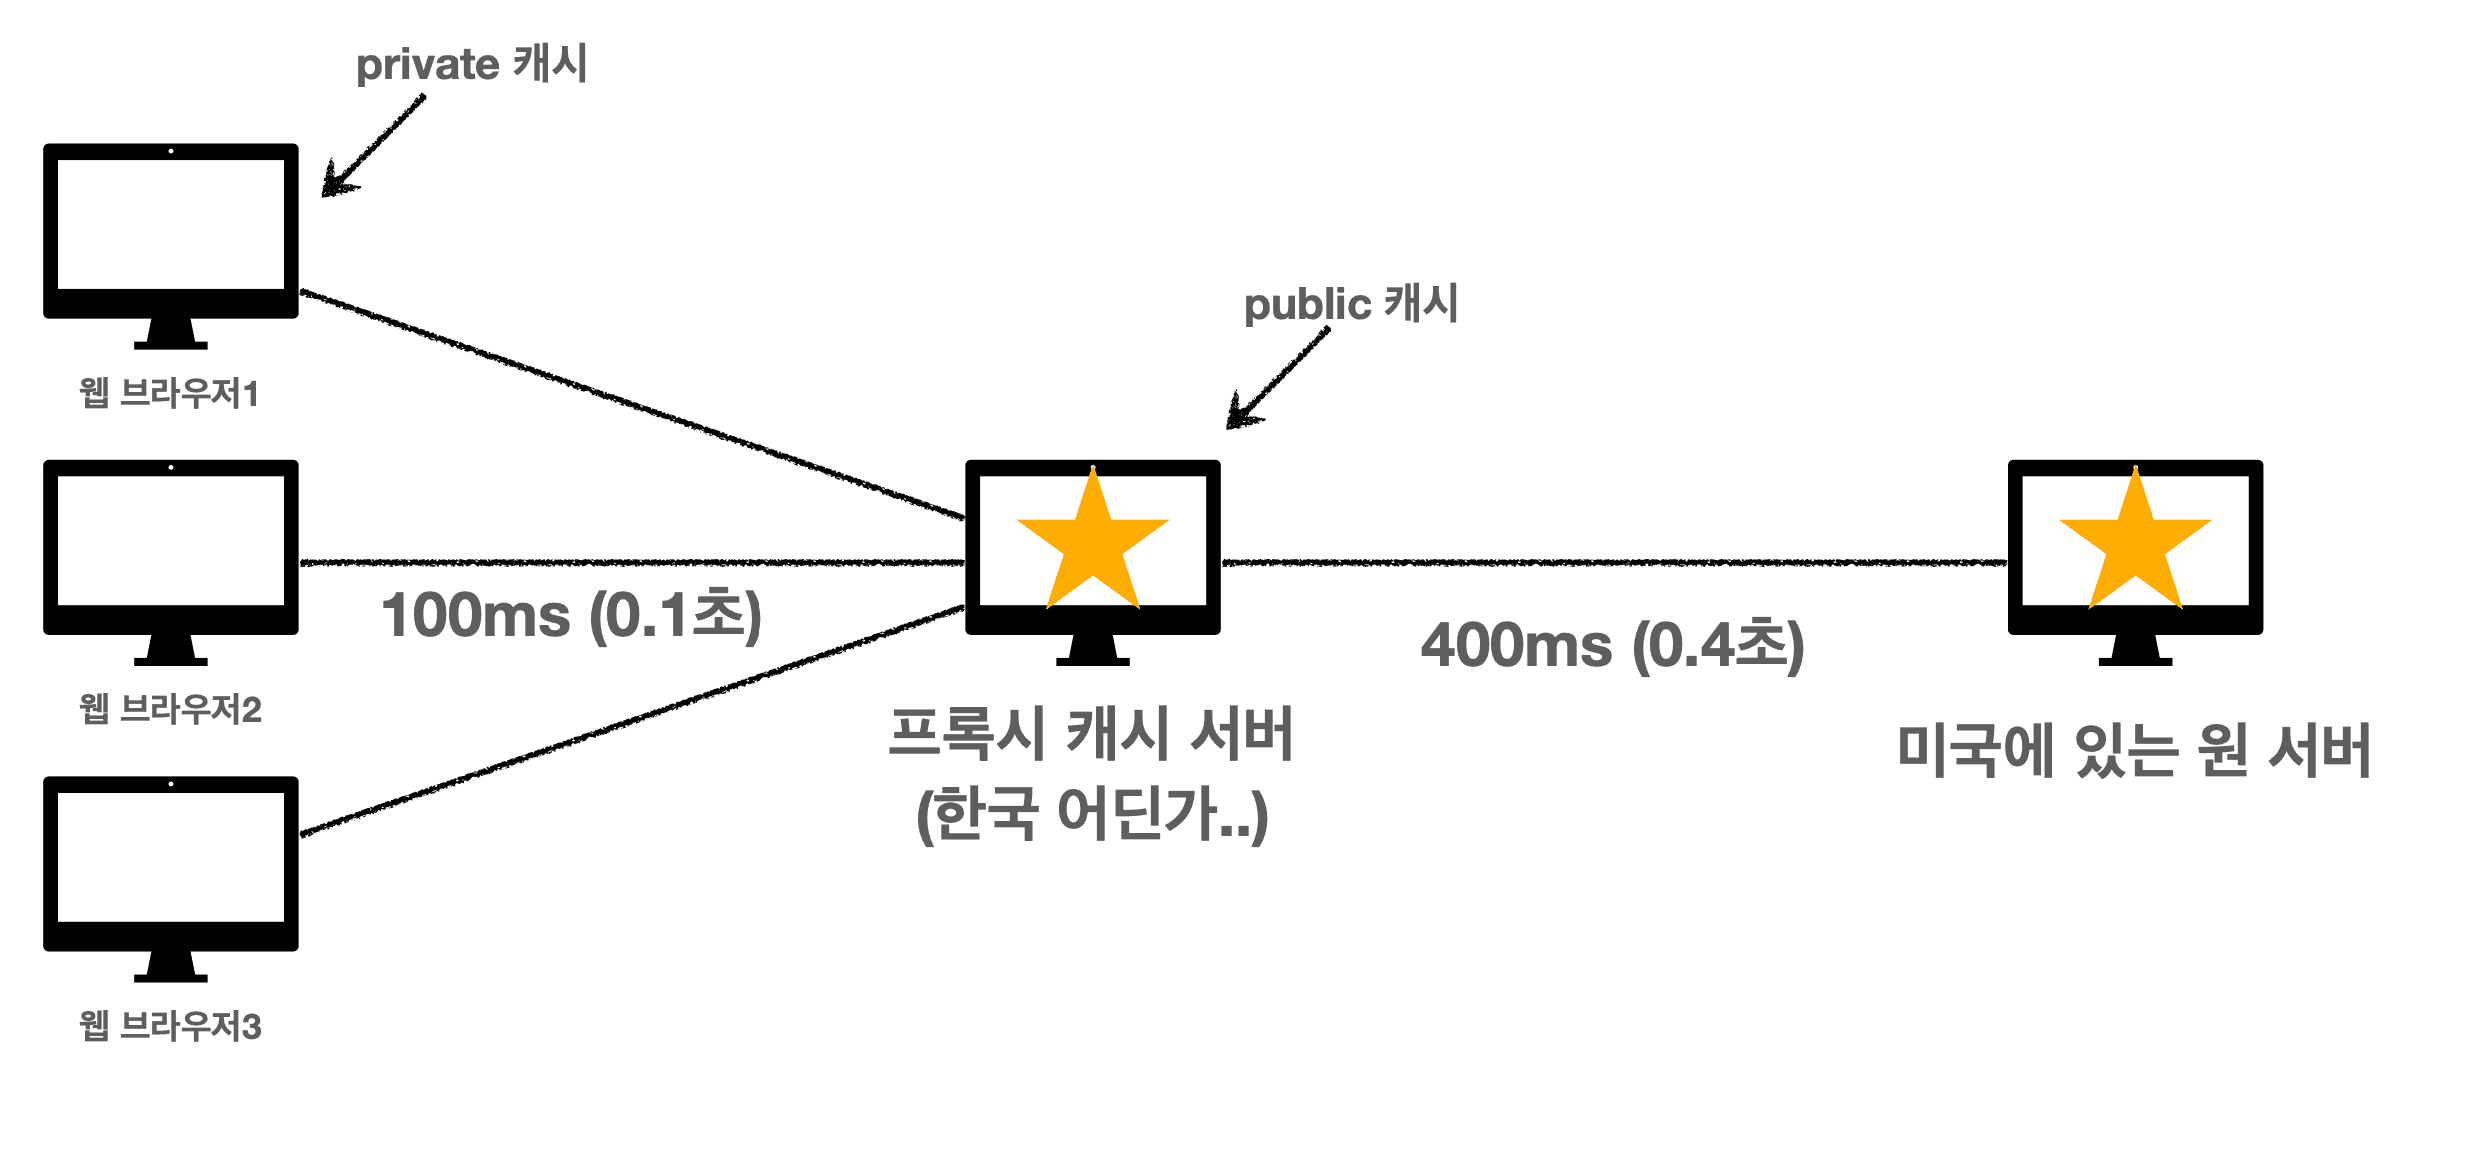 private 캐시
웹 브라우저1
public 캐시
웹 브라우저2
100ms (0.1초)
400ms (0.4초)
프록시 캐시 서버
(한국 어딘가..)
미국에 있는 원 서버
웹 브라우저3